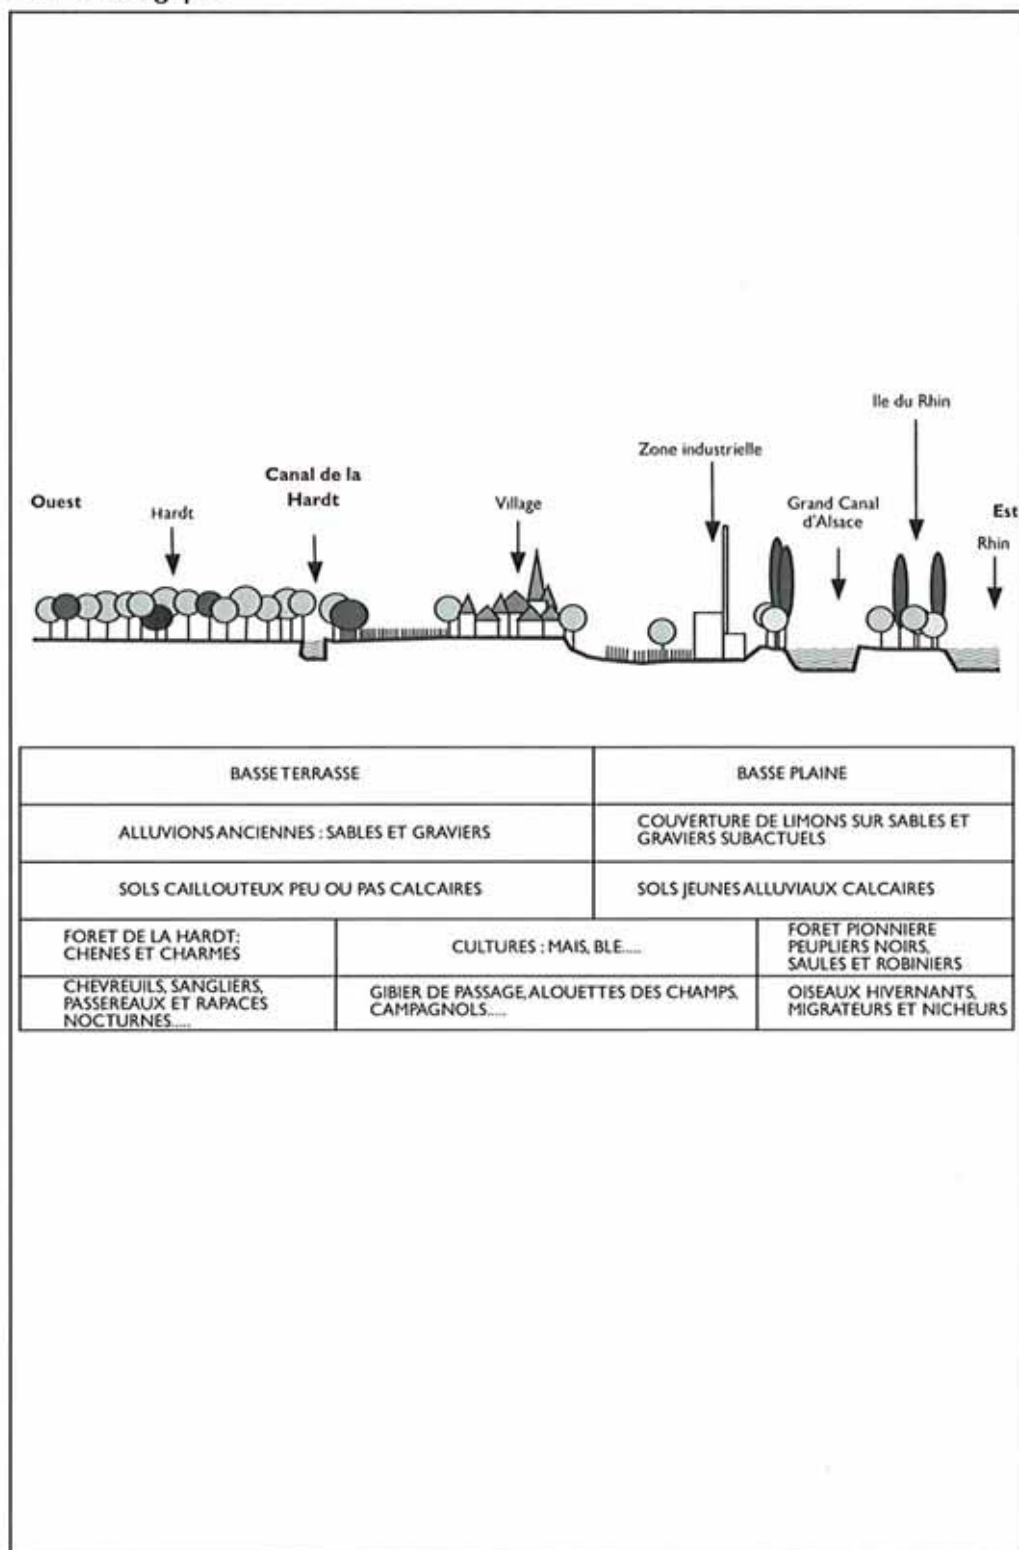 Ile du Rhin
Zone industrielle
Canal de la
Hardt
Ouest
Hardt
Village
Grand Canal
d'Alsace
Est
Rhin
BASSE TERRASSE
BASSE PLAINE
ALLUVIONS ANCIENNES : SABLES ET GRAVIERS
COUVERTURE DE LIMONS SUR SABLES ET
GRAVIERS SUBACTUELS
SOLS CAILLOUTEUX PEU OU PAS CALCAIRES
SOLS JEUNES ALLUVIAUX CALCAIRES
FORET DE LA HARDT:
CHENES ET CHARMES
CULTURES : MAIS, BLE.....
FORET PIONNIERE
PEUPLIERS NOIRS,
SAULES ET ROBINIERS
CHEVREUILS, SANGLIERS,
PASSEREAUX ET RAPACES
NOCTURNES.....
GIBIER DE PASSAGE, ALOUETTES DES CHAMPS,
CAMPAGNOLS.....
OISEAUX HIVERNANTS,
MIGRATEURS ET NICHEURS